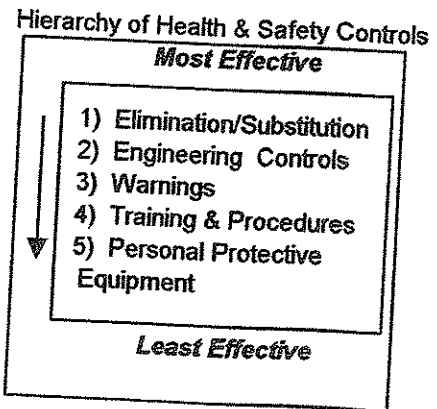 Hierarchy of Health & Safety Controls
Most Effective
1) Elimination/Substitution
2) Engineering Controls
3) Warnings
4) Training & Procedures
5) Personal Protective
Equipment
Least Effective